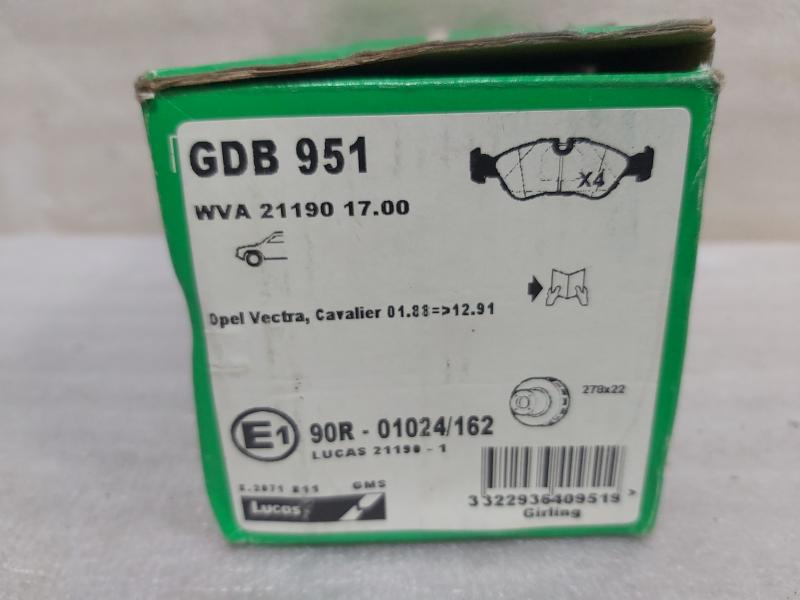 GDB 951
X4
WVA 21190 17.00
Opel Vectra, Cavalier 01.88=>12.91
278x22
E1 90R - 01024/162
LUCAS 21190 - 1
GMS
Lucas
3322936409519 >
Girling